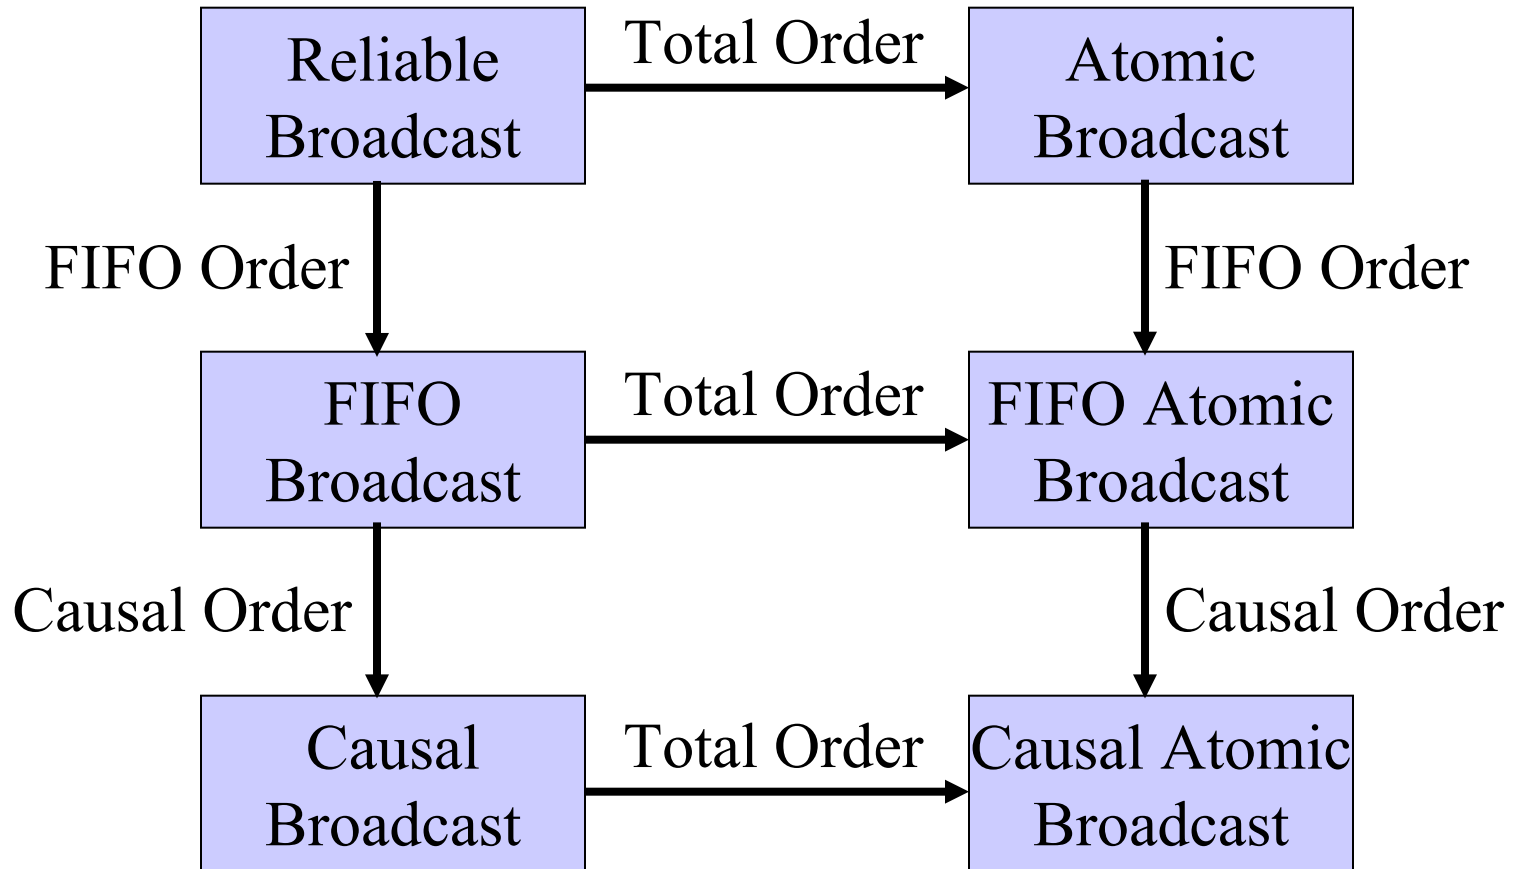 Reliable
Broadcast
Total Order
Atomic
Broadcast
FIFO Order
FIFO Order
FIFO
Broadcast
Total Order
FIFO Atomic
Broadcast
Causal Order
Causal Order
Causal
Broadcast
Total Order
Causal Atomic
Broadcast